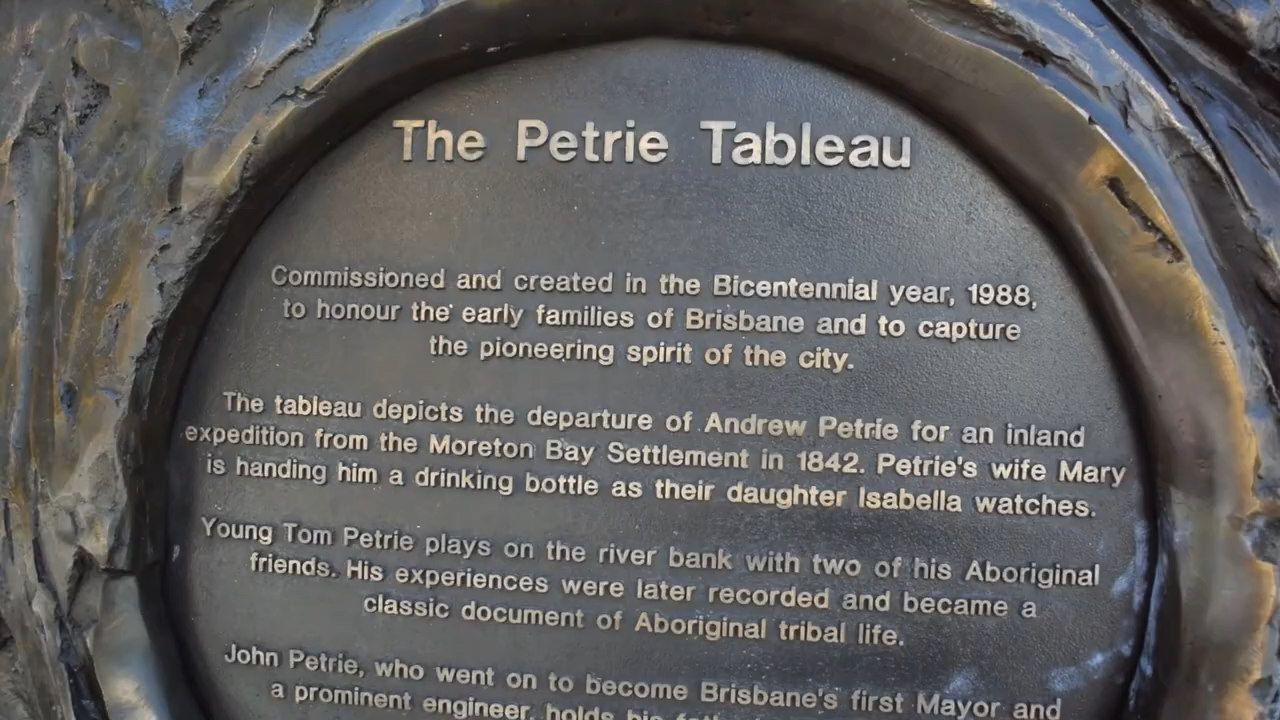 The Petrie Tableau
Commissioned and created in the Bicentennial year, 1988,
to honour the early families of Brisbane and to capture
the pioneering spirit of the city.
The tableau depicts the departure of Andrew Petrie for an inland
expedition from the Moreton Bay Settlement in 1842. Petrie's wife Mary
is handing him a drinking bottle as their daughter Isabella watches.
Young Tom Petrie plays on the river bank with two of his Aboriginal
friends. His experiences were later recorded and became a
classic document of Aboriginal tribal life.
John Petrie, who went on to become Brisbane's first Mayor and
a prominent engineer, holds his